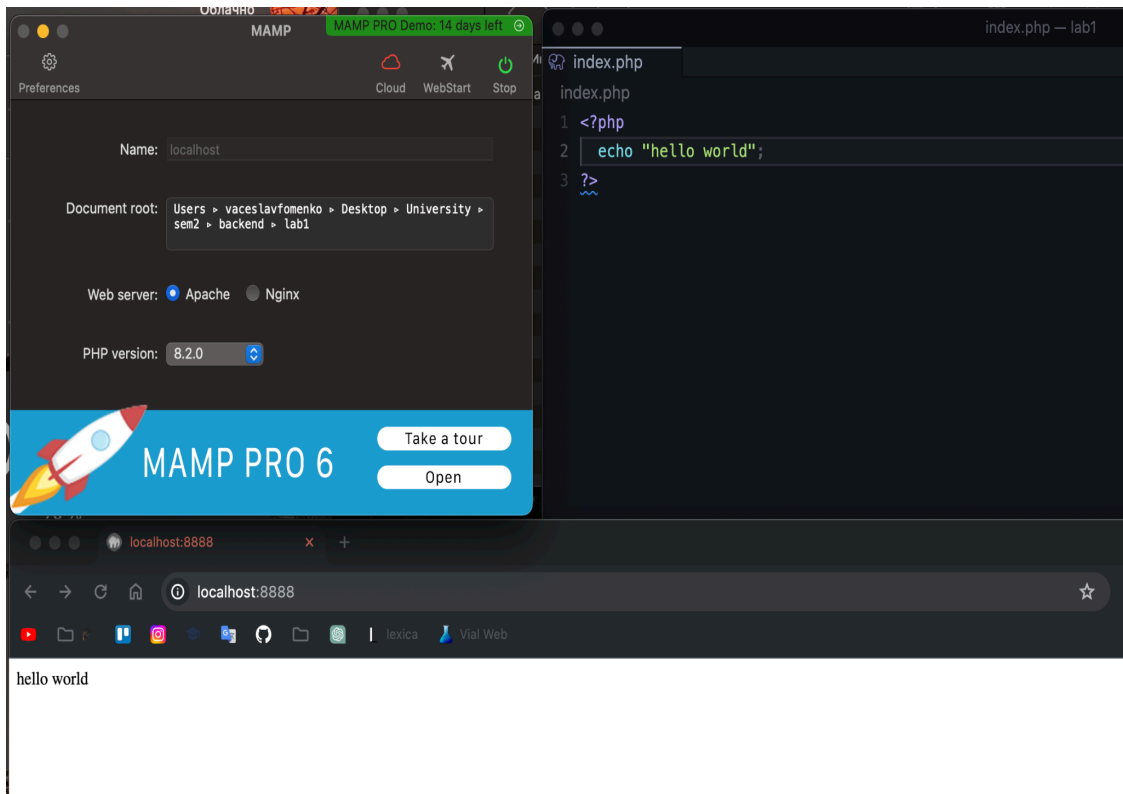 Облачно
MAMP
MAMP PRO Demo: 14 days left
Preferences
Cloud
WebStart
Stop
Name:
localhost
Document root:
Users ▸ vaceslavfomenko ▸ Desktop ▸ University ▸
sem2 ▸ backend ▸ lab1
Web server:
Apache
Nginx
PHP version:
8.2.0
MAMP PRO 6
Take a tour
Open
index.php — lab1
index.php
index.php
1 <?php
2 echo "hello world";
3 ?>
localhost:8888
localhost:8888
lexica
Vial Web
hello world